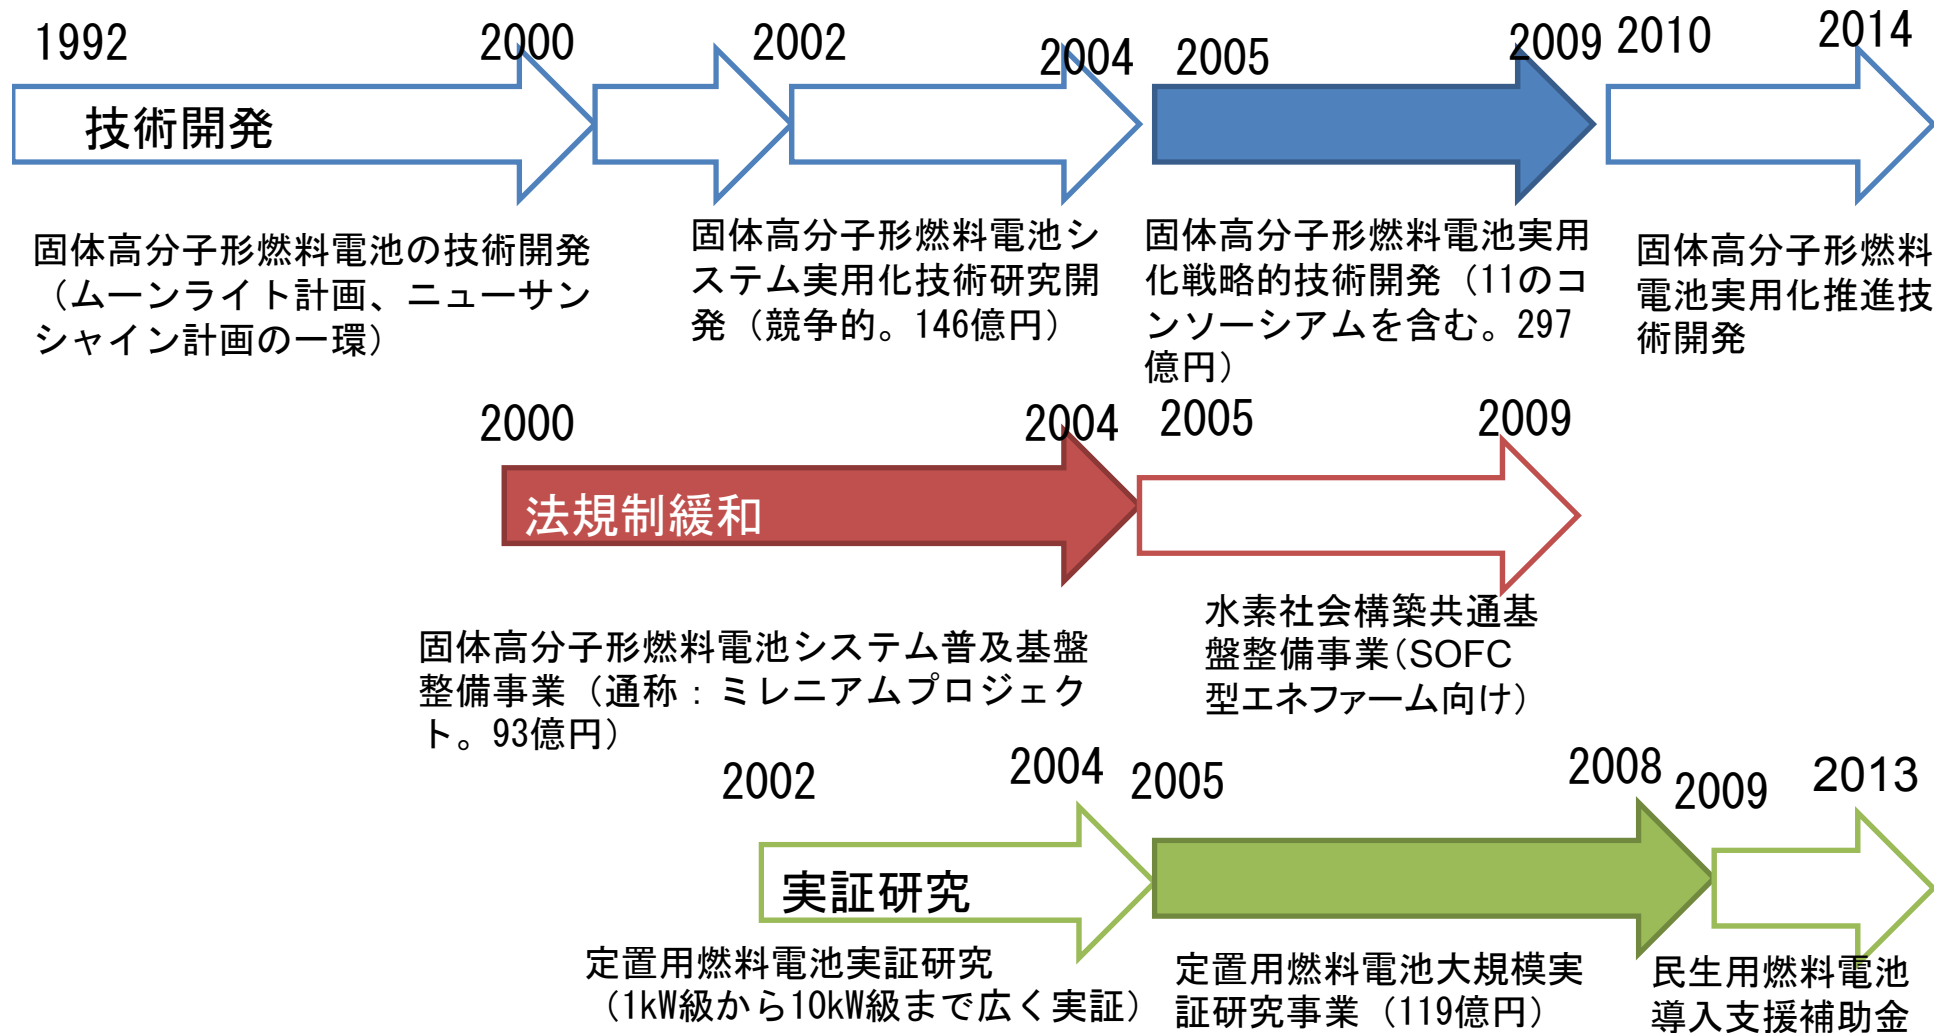 1992
2000
2002
2004
2005
2009
2010
2014
技術開発
固体高分子形燃料電池の技術開発
（ムーンライト計画、ニューサン
シャイン計画の一環）
固体高分子形燃料電池シ
ステム実用化技術研究開
発（競争的。146億円）
固体高分子形燃料電池実用
化戦略的技術開発（11のコ
ンソーシアムを含む。297
億円）
固体高分子形燃料
電池実用化推進技
術開発
2000
2004
2005
2009
法規制緩和
固体高分子形燃料電池システム普及基盤
整備事業（通称：ミレニアムプロジェク
ト。93億円）
水素社会構築共通基
盤整備事業(SOFC
型エネファーム向け)
2002
2004
2005
2008
2009
2013
実証研究
定置用燃料電池実証研究
（1kW級から10kW級まで広く実証）
定置用燃料電池大規模実
証研究事業（119億円）
民生用燃料電池
導入支援補助金